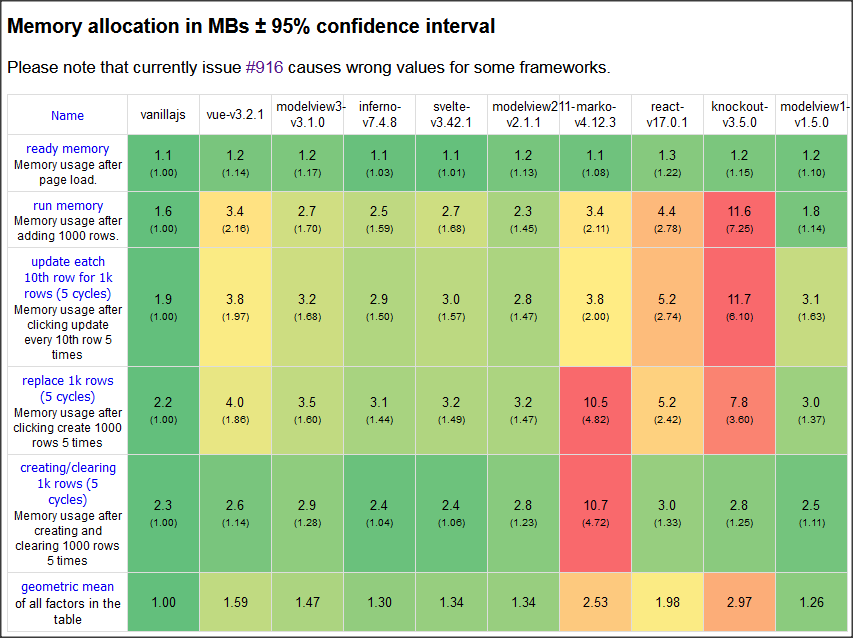 Memory allocation in MBs ± 95% confidence interval
Please note that currently issue #916 causes wrong values for some frameworks.
Name vanillajs vue-v3.2.1 modelview3-v3.1.0 inferno-v7.4.8 svelte-v3.42.1 modelview211-v2.1.1 marko-v4.12.3 react-v17.0.1 knockout-v3.5.0 modelview1-v1.5.0
ready memory
Memory usage after
page load.
1.1 1.2 1.2 1.1 1.1 1.2 1.1 1.3 1.2 1.2
(1.00) (1.14) (1.17) (1.03) (1.01) (1.13) (1.08) (1.22) (1.15) (1.10)
run memory
Memory usage after
adding 1000 rows.
1.6 3.4 2.7 2.5 2.7 2.3 3.4 4.4 11.6 1.8
(1.00) (2.16) (1.70) (1.59) (1.68) (1.45) (2.11) (2.78) (7.25) (1.14)
update eatch
10th row for 1k
rows (5 cycles)
Memory usage after
clicking update
every 10th row 5
times
1.9 3.8 3.2 2.9 3.0 2.8 3.8 5.2 11.7 3.1
(1.00) (1.97) (1.68) (1.50) (1.57) (1.47) (2.00) (2.74) (6.10) (1.63)
replace 1k rows
(5 cycles)
Memory usage after
clicking create 1000
rows 5 times
2.2 4.0 3.5 3.1 3.2 3.2 10.5 5.2 7.8 3.0
(1.00) (1.86) (1.60) (1.44) (1.49) (1.47) (4.82) (2.42) (3.60) (1.37)
creating/clearing
1k rows (5
cycles)
Memory usage after
creating and
clearing 1000 rows
5 times
2.3 2.6 2.9 2.4 2.4 2.8 10.7 3.0 2.8 2.5
(1.00) (1.14) (1.28) (1.04) (1.06) (1.23) (4.72) (1.33) (1.25) (1.11)
geometric mean
of all factors in the
table
1.00 1.59 1.47 1.30 1.34 1.34 2.53 1.98 2.97 1.26